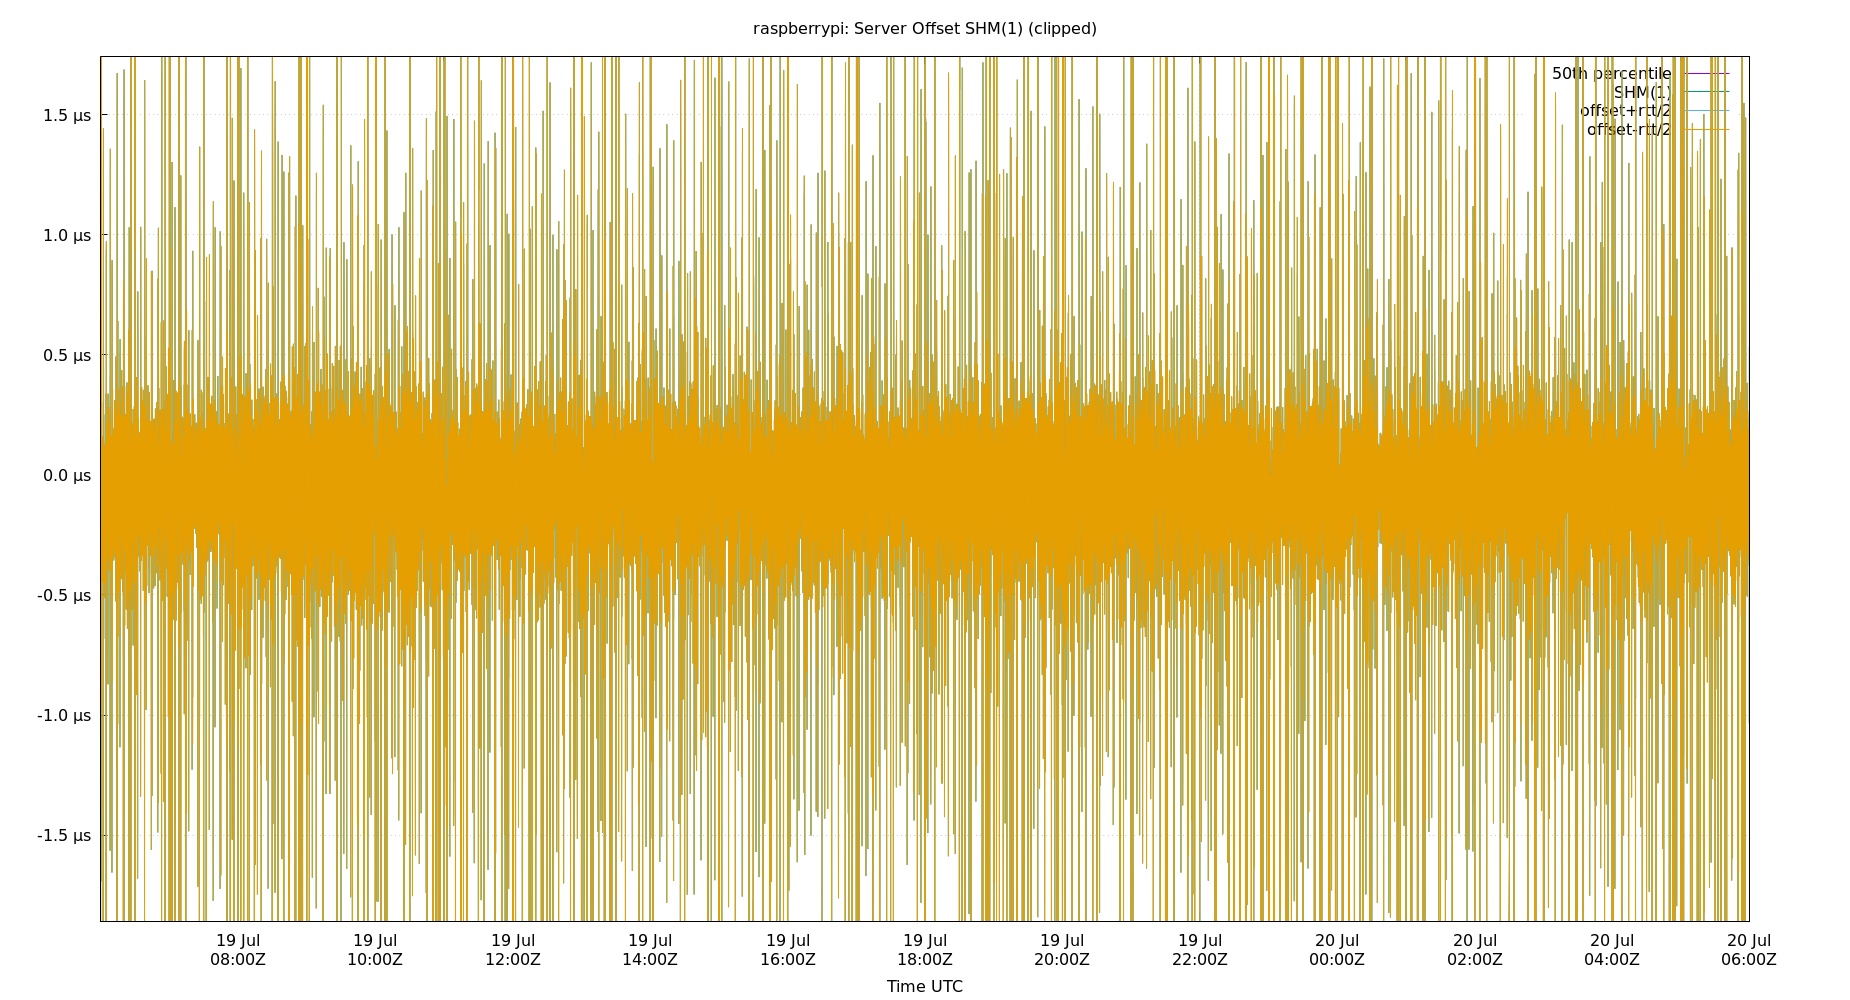 raspberrypi: Server Offset SHM(1) (clipped)
50th percentile
SHM(1)
offset+rtt/2
offset-rtt/2
1.5 µs
1.0 µs
0.5 µs
0.0 µs
-0.5 µs
-1.0 µs
-1.5 µs
19 Jul 19 Jul 19 Jul 19 Jul 19 Jul 19 Jul 19 Jul 19 Jul 20 Jul 20 Jul 20 Jul 20 Jul
08:00Z 10:00Z 12:00Z 14:00Z 16:00Z 18:00Z 20:00Z 22:00Z 00:00Z 02:00Z 04:00Z 06:00Z
Time UTC